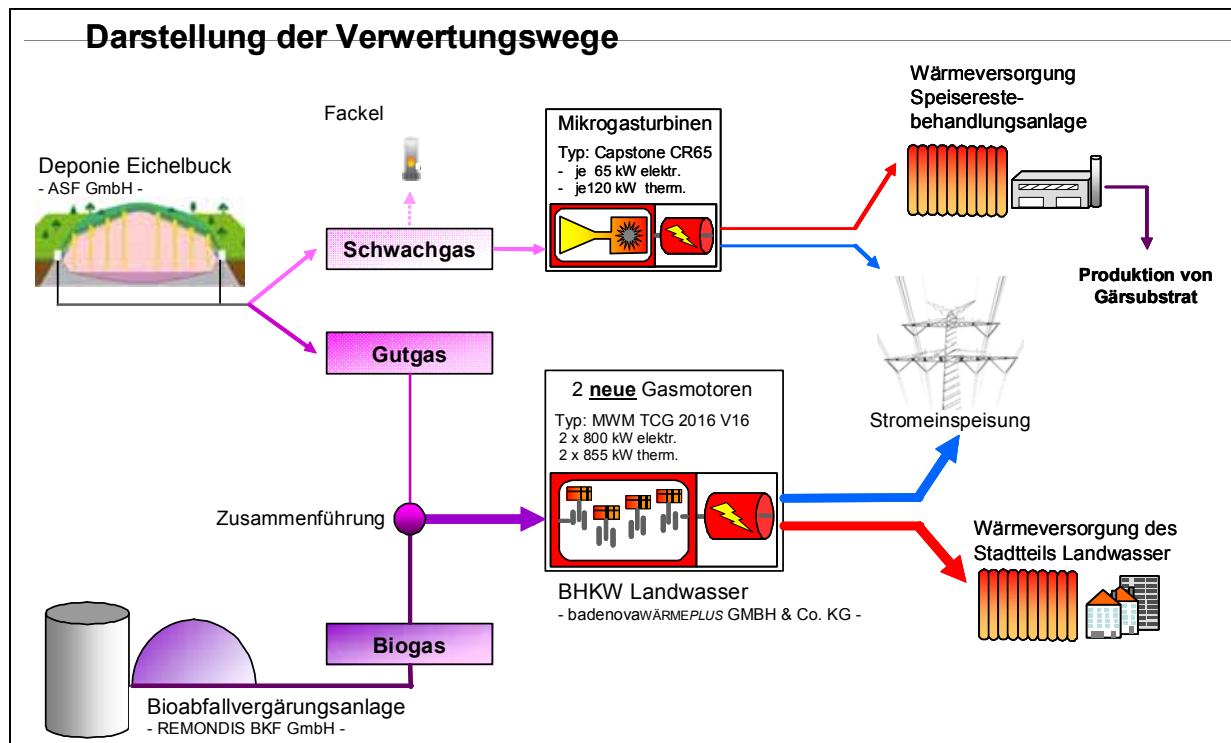 Darstellung der Verwertungswege
Fackel
Deponie Eichelbuck
- ASF GmbH -
Schwachgas
Gutgas
Mikrogasturbinen
Typ: Capstone CR65
- je 65 kW elektr.
- je120 kW therm.
Wärmeversorgung
Speisereste-
behandlungsanlage
Produktion von
Gärsubstrat
Stromeinspeisung
2 neue Gasmotoren
Typ: MWM TCG 2016 V16
2 x 800 kW elektr.
2 x 855 kW therm.
Zusammenführung
BHKW Landwasser
- badenovaWÄRMEPLUS GMBH & Co. KG -
Wärmeversorgung des
Stadtteils Landwasser
Biogas
Bioabfallvergärungsanlage
- REMONDIS BKF GmbH -